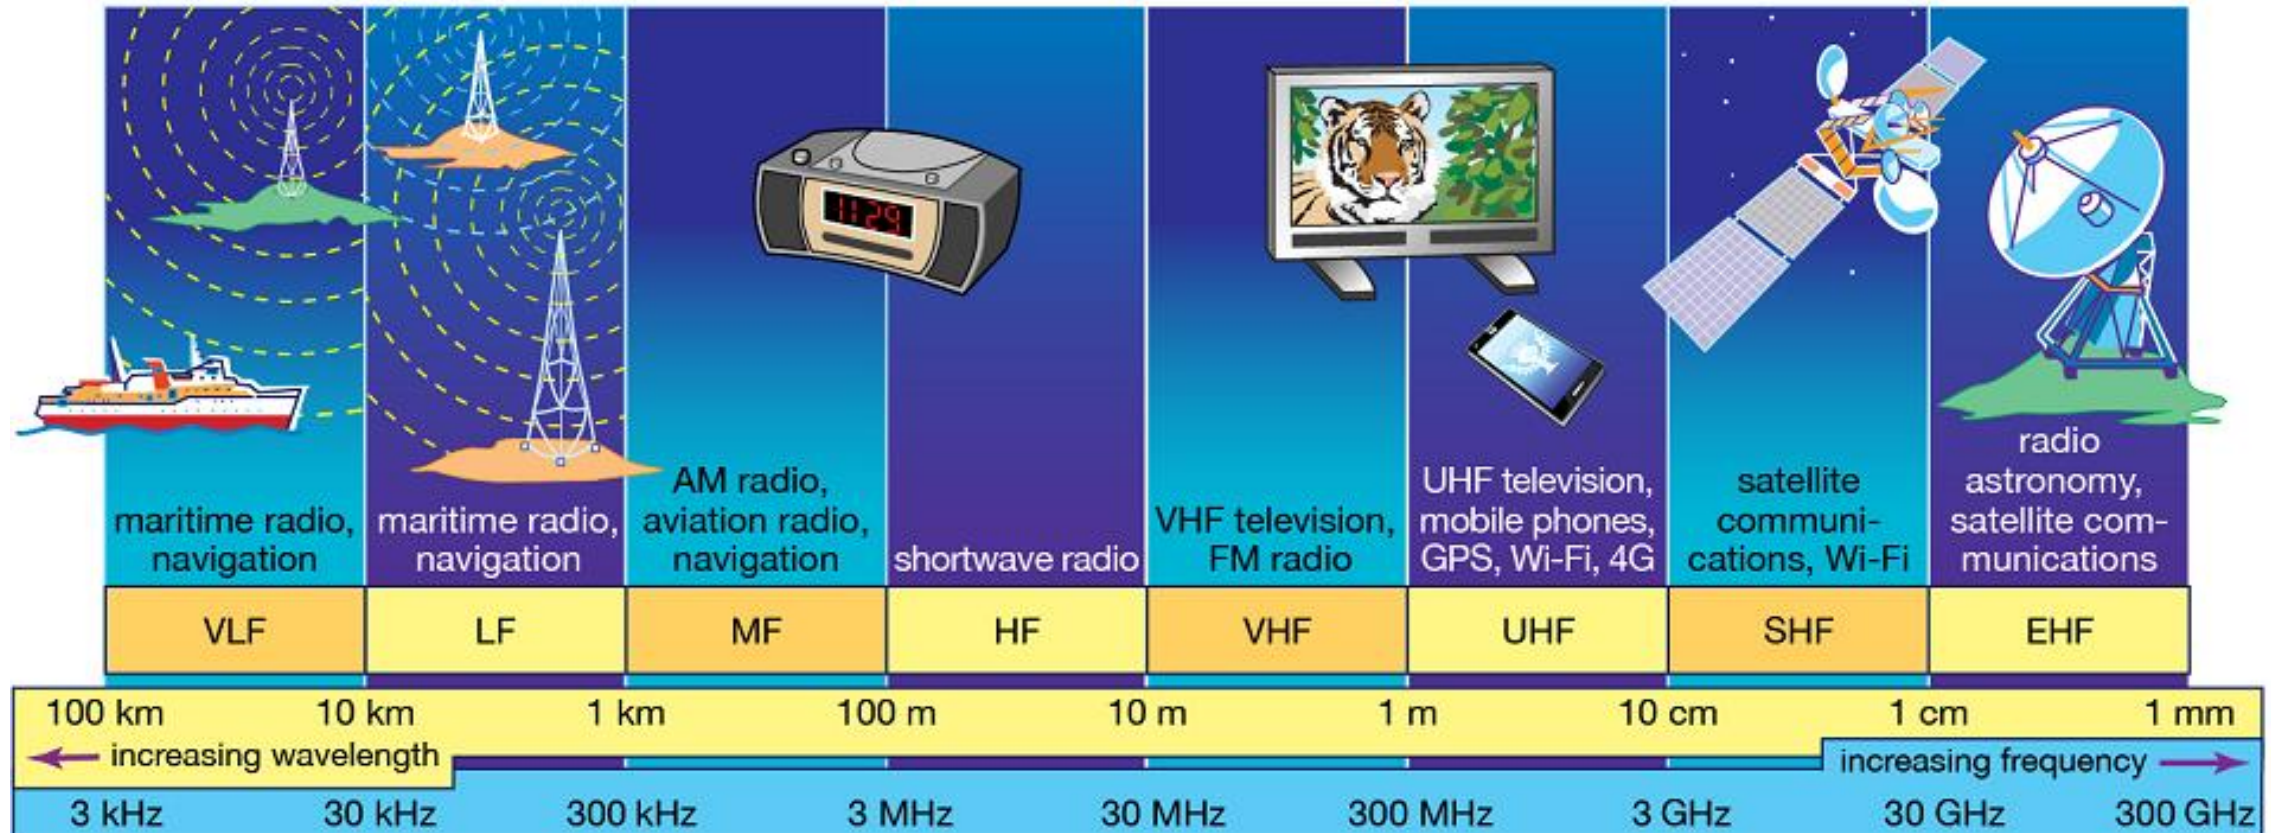 11:29
maritime radio,
navigation
maritime radio,
navigation
AM radio,
aviation radio,
navigation
shortwave radio
VHF television,
FM radio
UHF television,
mobile phones,
GPS, Wi-Fi, 4G
satellite
communi-
cations, Wi-Fi
radio
astronomy,
satellite com-
munications
VLF LF MF HF VHF UHF SHF EHF
100 km 10 km 1 km 100 m 10 m 1 m 10 cm 1 cm 1 mm
increasing wavelength
increasing frequency
3 kHz 30 kHz 300 kHz 3 MHz 30 MHz 300 MHz 3 GHz 30 GHz 300 GHz